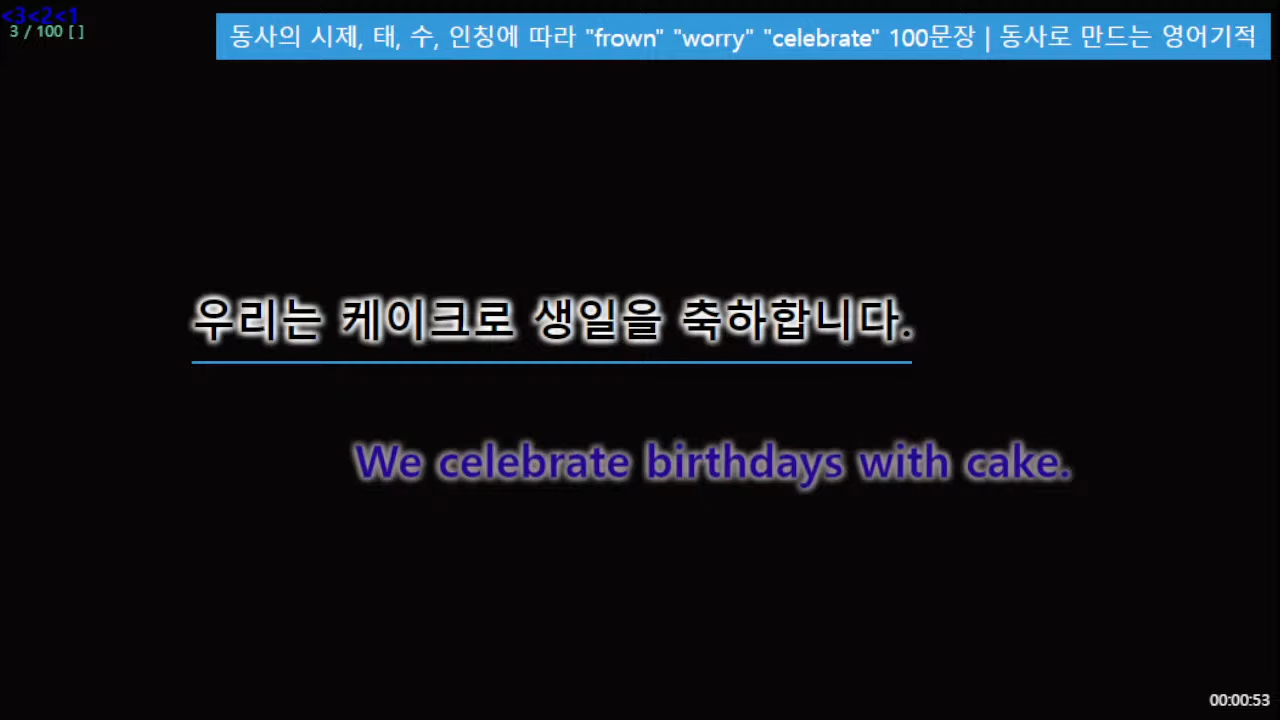 <3<2<1
3 / 100 [ ]
동사의 시제, 태, 수, 인칭에 따라 "frown" "worry" "celebrate" 100문장 | 동사로 만드는 영어기적
우리는 케이크로 생일을 축하합니다.
We celebrate birthdays with cake.
00:00:53